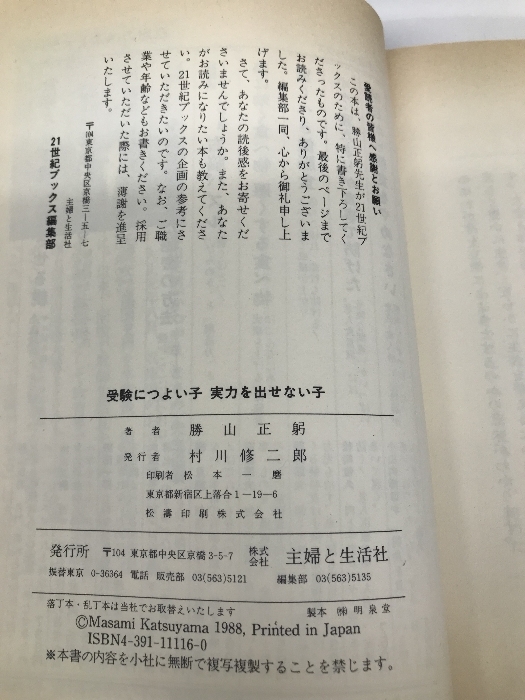 愛読者の皆様へ感謝とお願い
この本は、勝山正躬先生が21世紀ブ
ックスのために、特に書き下ろしてく
ださったものです。最後のページまで
お読みくださり、ありがとうございま
した。編集部一同、心から御礼申し上
げます。
さて、あなたの読後感をお寄せくだ
さいませんでしょうか。また、あなた
がお読みになりたい本も教えてくださ
い。21世紀ブックスの企画の参考にさ
せていただきたいのです。なお、ご職
業や年齢などもお書きください。採用
させていただいた際には、薄謝を進呈
いたします。
〒104東京都中央区京橋三–五–七
主婦と生活社
21世紀ブックス編集部
受験につよい子 実力を出せない子
著者 勝山正躬
発行者 村川修二郎
印刷者 松本一磨
東京都新宿区上落合1−19−6
松濤印刷株式会社
発行所 〒104 東京都中央区京橋3-5-7 株式会社 主婦と生活社
振替東京 0-36364 電話 販売部 03(563)5121 編集部 03(563)5135
落丁本・乱丁本は当社でお取替えいたします 製本 ㈱明泉堂
©Masami Katsuyama 1988, Printed in Japan
ISBN4-391-11116-0
※本書の内容を小社に無断で複写複製することを禁じます。